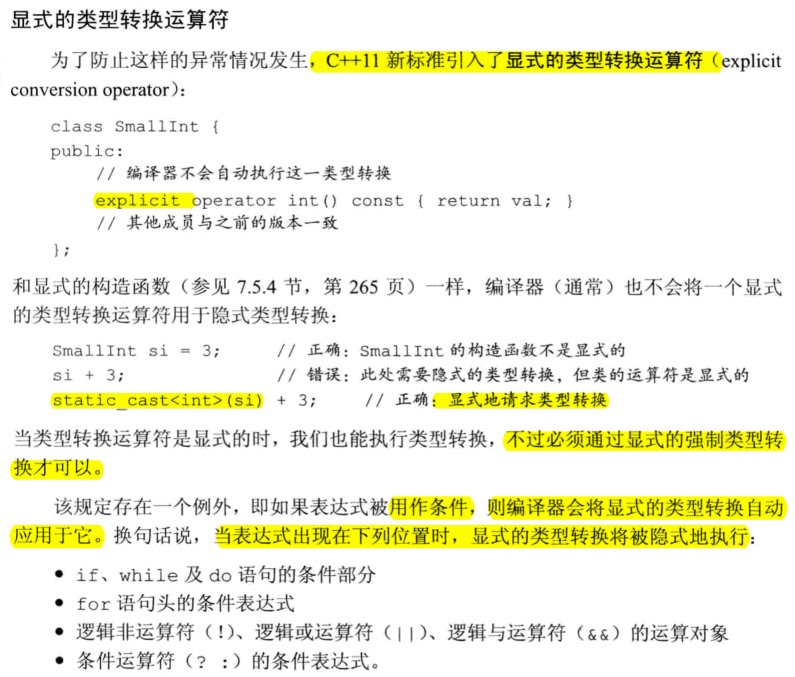 显式的类型转换运算符
为了防止这样的异常情况发生，C++11 新标准引入了显式的类型转换运算符（explicit
conversion operator）：
class SmallInt {
public:
// 编译器不会自动执行这一类型转换
explicit operator int() const { return val; }
// 其他成员与之前的版本一致
};
和显式的构造函数（参见 7.5.4 节，第 265 页）一样，编译器（通常）也不会将一个显式
的类型转换运算符用于隐式类型转换：
SmallInt si = 3; // 正确：SmallInt 的构造函数不是显式的
si + 3; // 错误：此处需要隐式的类型转换，但类的运算符是显式的
static_cast<int>(si) + 3; // 正确：显式地请求类型转换
当类型转换运算符是显式的时，我们也能执行类型转换，不过必须通过显式的强制类型转
换才可以。
该规定存在一个例外，即如果表达式被用作条件，则编译器会将显式的类型转换自动
应用于它。换句话说，当表达式出现在下列位置时，显式的类型转换将被隐式地执行：
● if、while 及 do 语句的条件部分
● for 语句头的条件表达式
● 逻辑非运算符（!）、逻辑或运算符（||）、逻辑与运算符（&&）的运算对象
● 条件运算符（? :）的条件表达式。